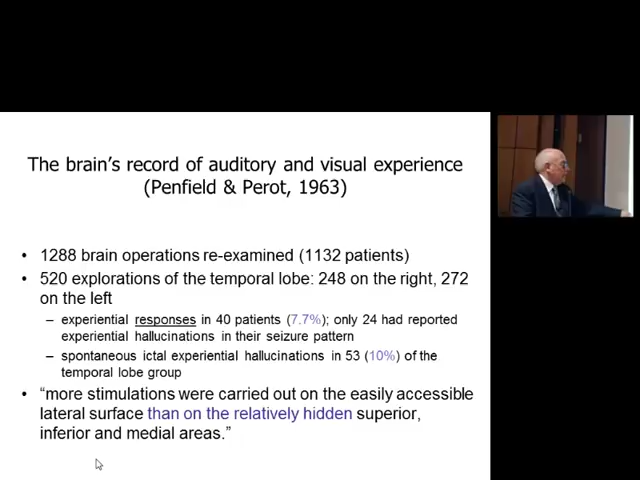 The brain's record of auditory and visual experience
(Penfield & Perot, 1963)
• 1288 brain operations re-examined (1132 patients)
• 520 explorations of the temporal lobe: 248 on the right, 272
on the left
– experiential responses in 40 patients (7.7%); only 24 had reported
experiential hallucinations in their seizure pattern
– spontaneous ictal experiential hallucinations in 53 (10%) of the
temporal lobe group
• “more stimulations were carried out on the easily accessible
lateral surface than on the relatively hidden superior,
inferior and medial areas.”